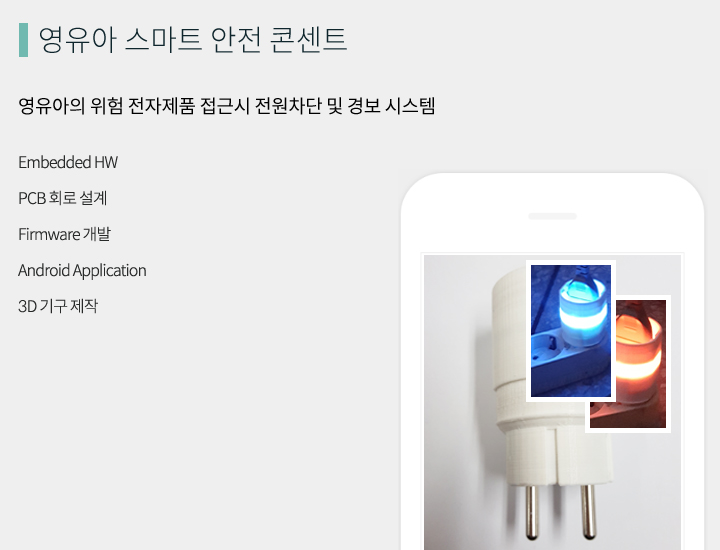 영유아 스마트 안전 콘센트
영유아의 위험 전자제품 접근시 전원차단 및 경보 시스템
Embedded HW
PCB 회로 설계
Firmware 개발
Android Application
3D 기구 제작